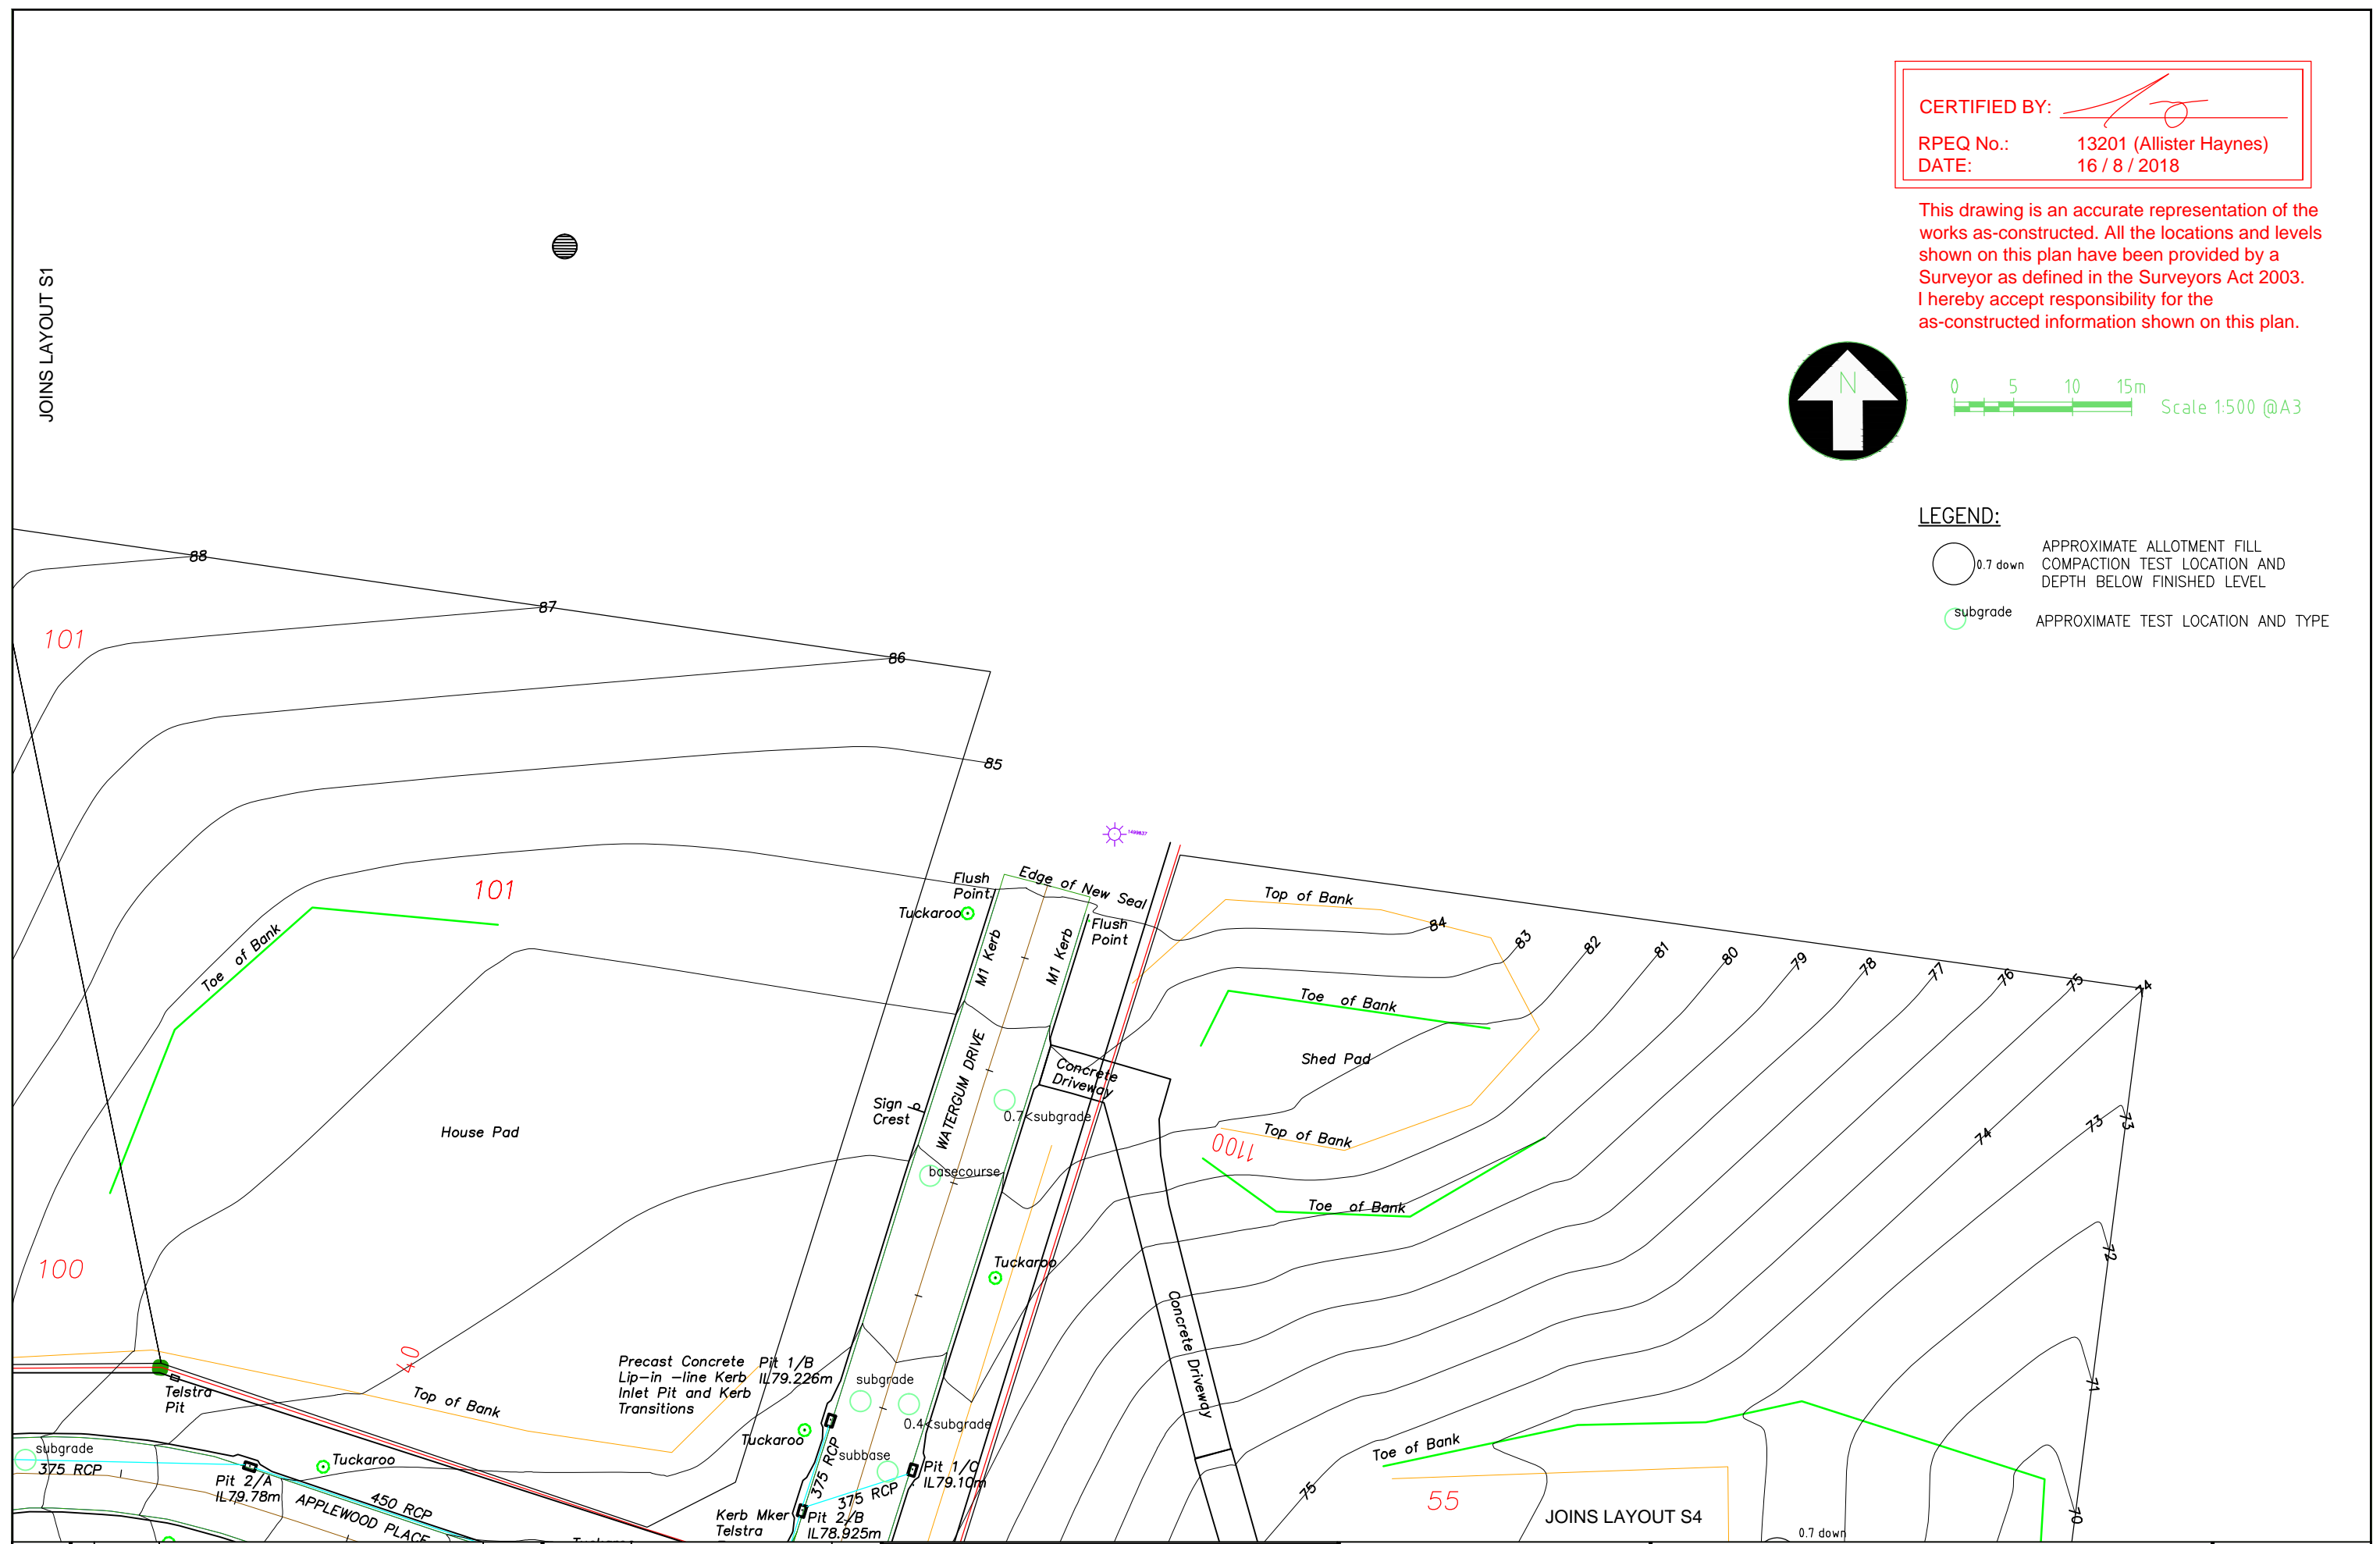 CERTIFIED BY:
RPEQ No.: 13201 (Allister Haynes)
DATE: 16 / 8 / 2018
This drawing is an accurate representation of the
works as-constructed. All the locations and levels
shown on this plan have been provided by a
Surveyor as defined in the Surveyors Act 2003.
I hereby accept responsibility for the
as-constructed information shown on this plan.
JOINS LAYOUT S1
N
0 5 10 15m
Scale 1:500 @A3
LEGEND:
0.7 down
APPROXIMATE ALLOTMENT FILL
COMPACTION TEST LOCATION AND
DEPTH BELOW FINISHED LEVEL
subgrade
APPROXIMATE TEST LOCATION AND TYPE
88
87
101
86
85
1499837
Flush
Point
Edge of New Seal
101
Tuckaroo
Flush
Point
Top of Bank
84
83
82
81
80
79
78
77
76
75
74
Toe of Bank
M1 Kerb
M1 Kerb
Toe of Bank
Shed Pad
WATERGUM DRIVE
Concrete
Driveway
Sign
Crest
0.7<subgrade
House Pad
Top of Bank
1100
74
73
73
basecourse
Toe of Bank
100
Tuckaroo
72
Concrete Driveway
40
Precast Concrete
Lip-in -line Kerb
Inlet Pit and Kerb
Transitions
Pit 1/B
IL79.226m
subgrade
71
Telstra
Pit
Top of Bank
0.4<subgrade
Tuckaroo
subgrade
375 RCP
Tuckaroo
375 RCP
subbase
Toe of Bank
Pit 2/A
IL79.78m
Pit 1/C
IL79.10m
375 RCP
75
55
450 RCP
APPLEWOOD PLACE
Kerb Mker
Telstra
Pit 2/B
IL78.925m
JOINS LAYOUT S4
70
0.7 down